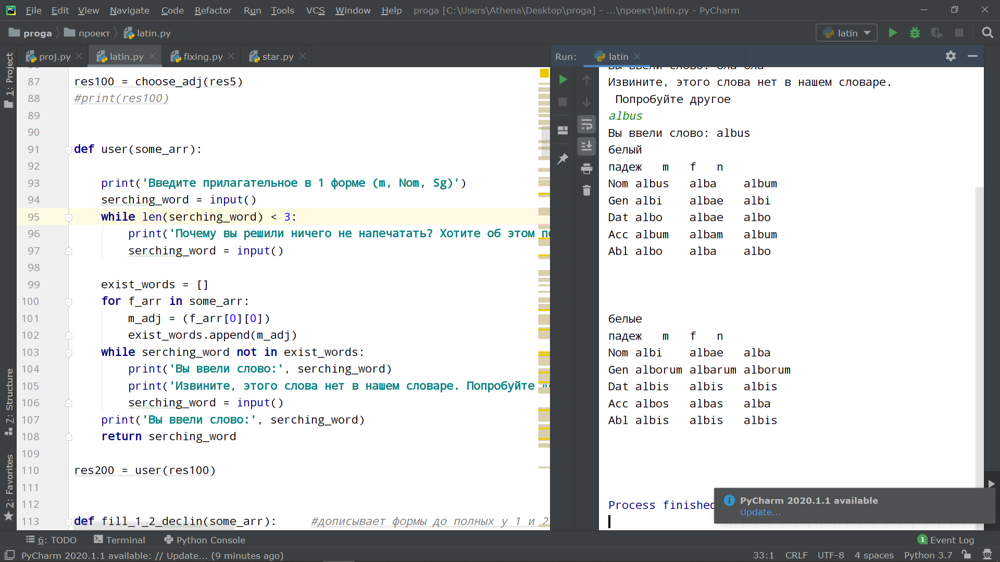 File Edit View Navigate Code Refactor Run Tools VCS Window Help proga [C:\Users\Athena\Desktop\proga] - ...\проект\latin.py - PyCharm
proga проект latin.py latin
proj.py latin.py fixing.py star.py
Run: latin
1: Project
7: Structure
2: Favorites
87 res100 = choose_adj(res5)
88 #print(res100)
89
90
91 def user(some_arr):
92
93 print('Введите прилагательное в 1 форме (m, Nom, Sg)')
94 serching_word = input()
95 while len(serching_word) < 3:
96 print('Почему вы решили ничего не напечатать? Хотите об этом
97 serching_word = input()
98
99 exist_words = []
100 for f_arr in some_arr:
101 m_adj = (f_arr[0][0])
102 exist_words.append(m_adj)
103 while serching_word not in exist_words:
104 print('Вы ввели слово:', serching_word)
105 print('Извините, этого слова нет в нашем словаре. Попробуйте
106 serching_word = input()
107 print('Вы ввели слово:', serching_word)
108 return serching_word
109
110 res200 = user(res100)
111
112
113 def fill_1_2_declin(some_arr): #дописывает формы до полных у 1 и 2
Вы ввели слово:
Извините, этого слова нет в нашем словаре.
Попробуйте другое
albus
Вы ввели слово: albus
белый
падеж m f n
Nom albus alba album
Gen albi albae albi
Dat albo albae albo
Acc album albam album
Abl albo alba albo
белые
падеж m f n
Nom albi albae alba
Gen alborum albarum alborum
Dat albis albis albis
Acc albos albas alba
Abl albis albis albis
Process finished
PyCharm 2020.1.1 available
Update...
6: TODO Terminal Python Console 1 Event Log
PyCharm 2020.1.1 available: // Update... (9 minutes ago) 33:1 CRLF UTF-8 4 spaces Python 3.7